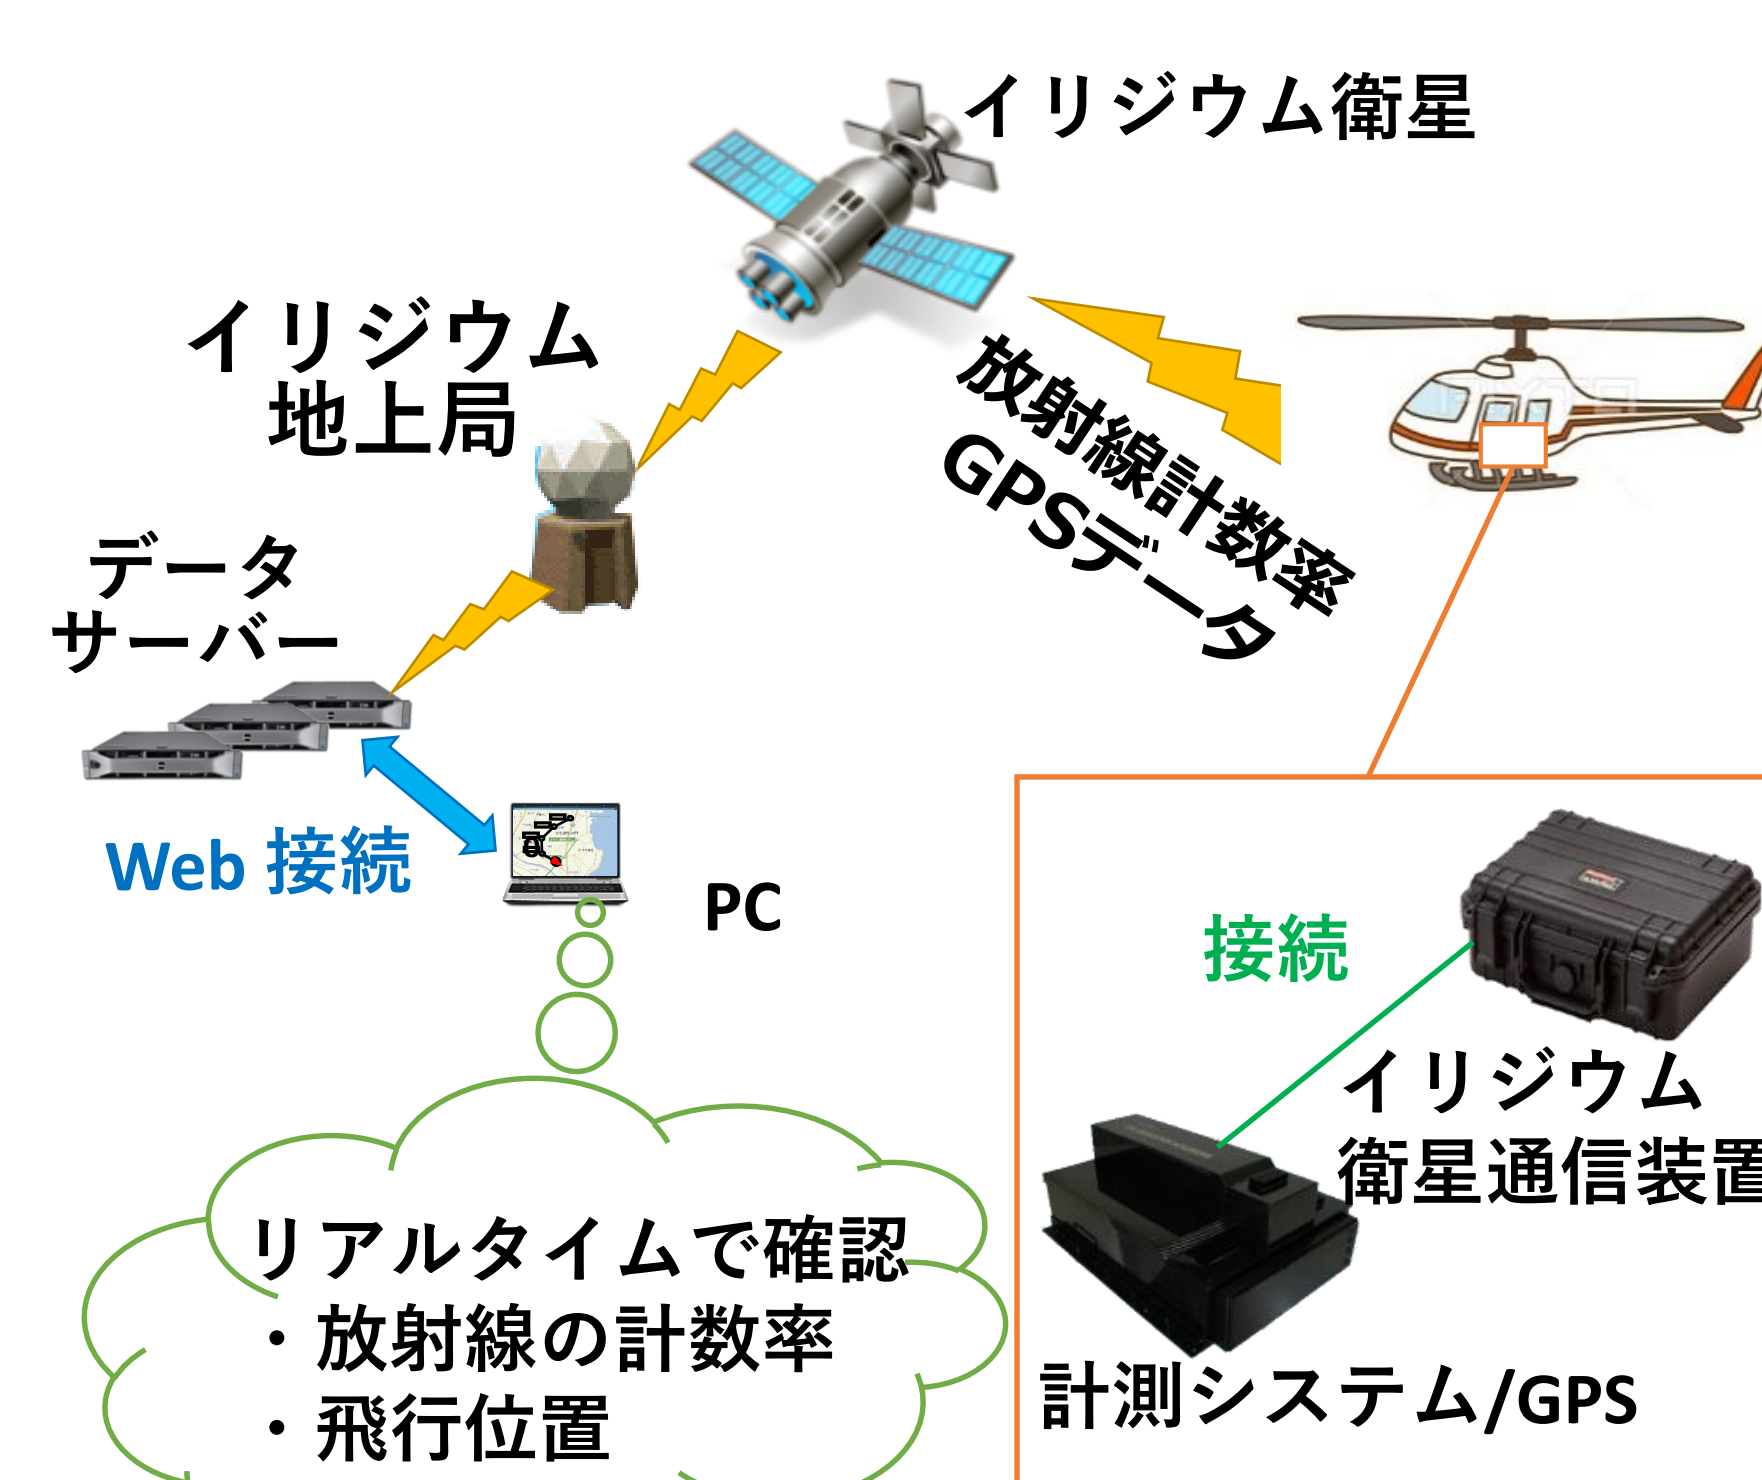 イリジウム衛星
イリジウム
地上局
放射線計数率
GPSデータ
データ
サーバー
Web 接続
PC
接続
イリジウム
衛星通信装置
計測システム/GPS
リアルタイムで確認
・放射線の計数率
・飛行位置